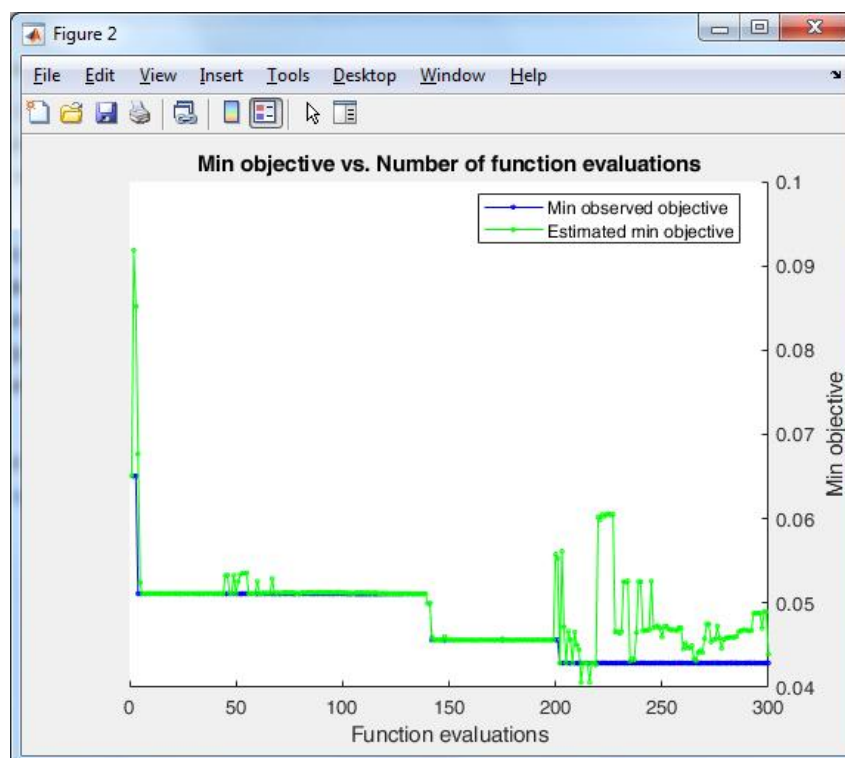 Figure 2
File Edit View Insert Tools Desktop Window Help
Min objective vs. Number of function evaluations
Min observed objective
Estimated min objective
0.1
0.09
0.08
0.07
0.06
0.05
0.04
Min objective
0 50 100 150 200 250 300
Function evaluations